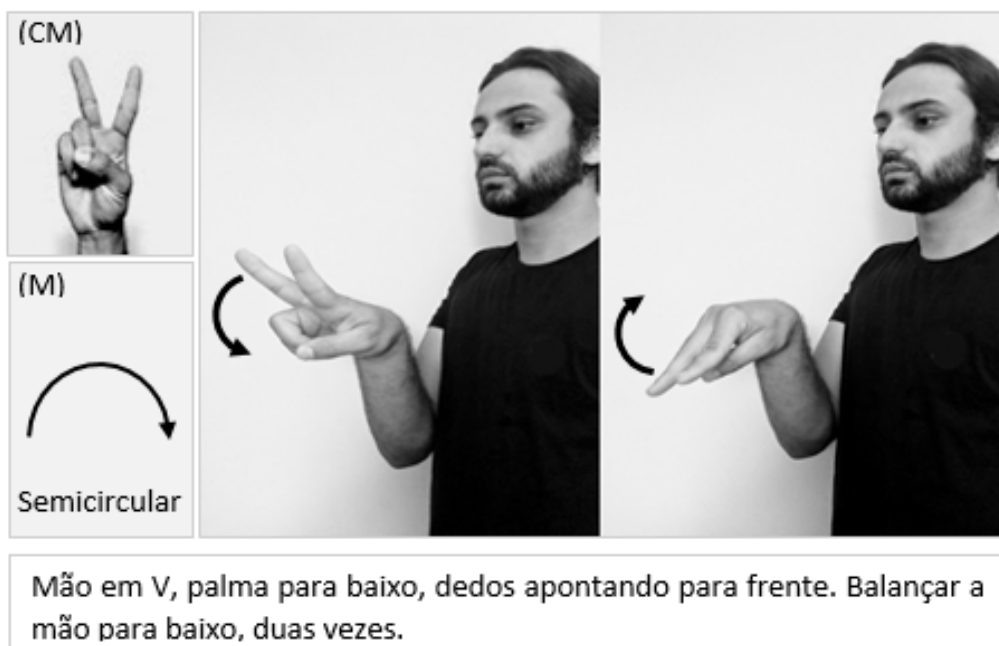 (CM)
(M)
Semicircular
Mão em V, palma para baixo, dedos apontando para frente. Balançar a
mão para baixo, duas vezes.